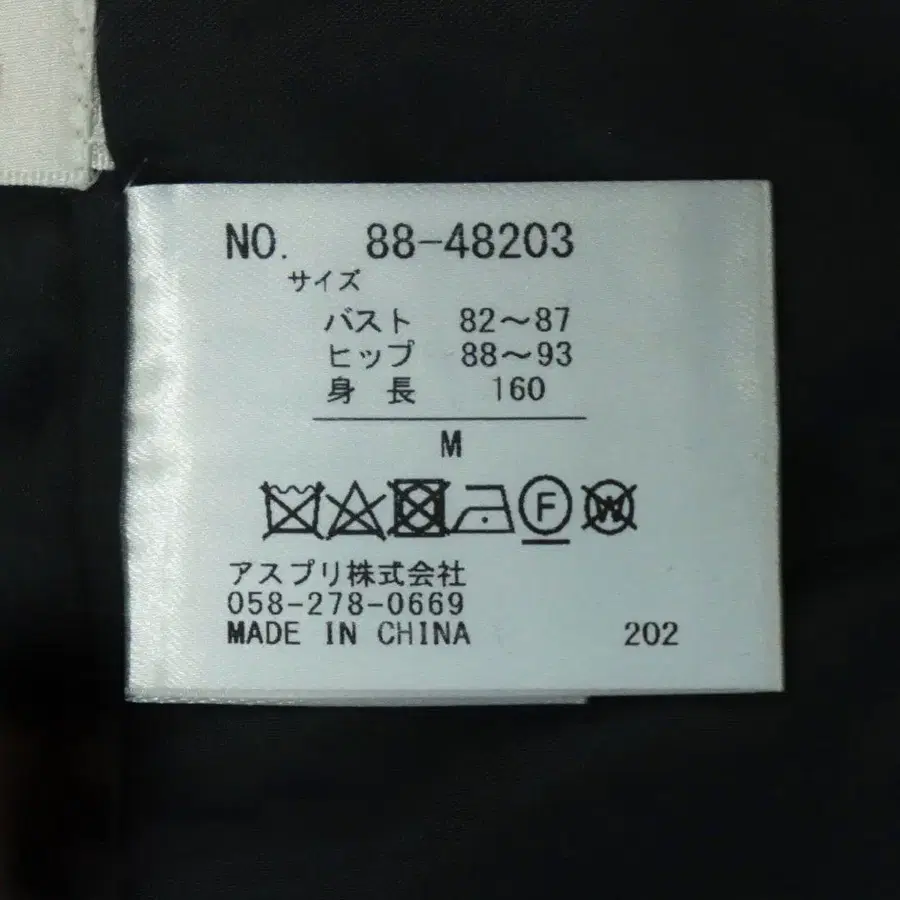 NO. 88-48203
サイズ
バスト 82～87
ヒップ 88～93
身長 160
M
F W
アスプリ株式会社
058-278-0669
MADE IN CHINA 202